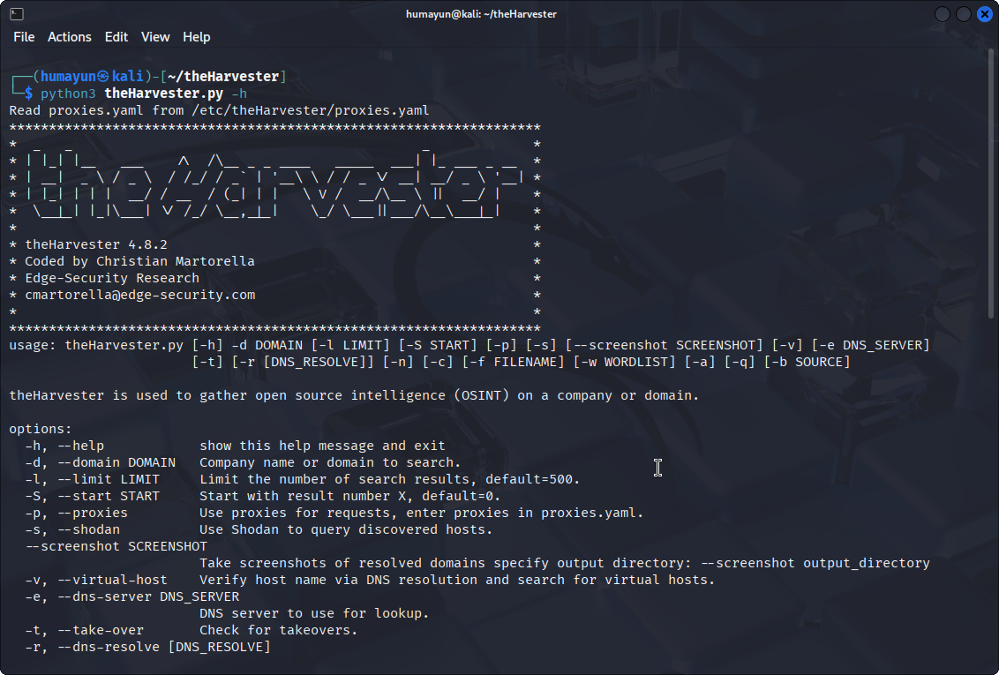 humayun@kali: ~/theHarvester
File Actions Edit View Help
┌──(humayun㉿kali)-[~/theHarvester]
└─$ python3 theHarvester.py -h
Read proxies.yaml from /etc/theHarvester/proxies.yaml
*******************************************************************
*  _   _                                            _             *
* | |_| |__   ___    /\  /\__ _ _ ____   _____  ___| |_ ___ _ __  *
* | __|  _ \ / _ \  / /_/ / _` | '__\ \ / / _ \/ __| __/ _ \ '__| *
* | |_| | | |  __/ / __  / (_| | |   \ V /  __/\__ \ ||  __/ |    *
*  \__|_| |_|\___| \/ /_/ \__,_|_|    \_/ \___||___/\__\___|_|    *
*                                                                 *
* theHarvester 4.8.2                                              *
* Coded by Christian Martorella                                   *
* Edge-Security Research                                          *
* cmartorella@edge-security.com                                   *
*                                                                 *
*******************************************************************
usage: theHarvester.py [-h] -d DOMAIN [-l LIMIT] [-S START] [-p] [-s] [--screenshot SCREENSHOT] [-v] [-e DNS_SERVER]
                       [-t] [-r [DNS_RESOLVE]] [-n] [-c] [-f FILENAME] [-w WORDLIST] [-a] [-q] [-b SOURCE]
theHarvester is used to gather open source intelligence (OSINT) on a company or domain.
options:
  -h, --help            show this help message and exit
  -d, --domain DOMAIN   Company name or domain to search.
  -l, --limit LIMIT     Limit the number of search results, default=500.
  -S, --start START     Start with result number X, default=0.
  -p, --proxies         Use proxies for requests, enter proxies in proxies.yaml.
  -s, --shodan          Use Shodan to query discovered hosts.
  --screenshot SCREENSHOT
                        Take screenshots of resolved domains specify output directory: --screenshot output_directory
  -v, --virtual-host    Verify host name via DNS resolution and search for virtual hosts.
  -e, --dns-server DNS_SERVER
                        DNS server to use for lookup.
  -t, --take-over       Check for takeovers.
  -r, --dns-resolve [DNS_RESOLVE]